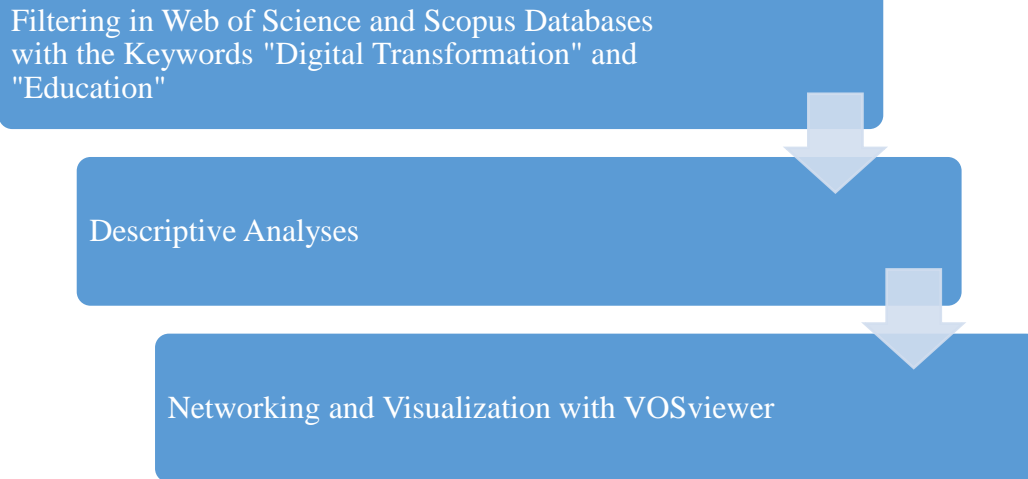 Filtering in Web of Science and Scopus Databases
with the Keywords "Digital Transformation" and
"Education"
Descriptive Analyses
Networking and Visualization with VOSviewer